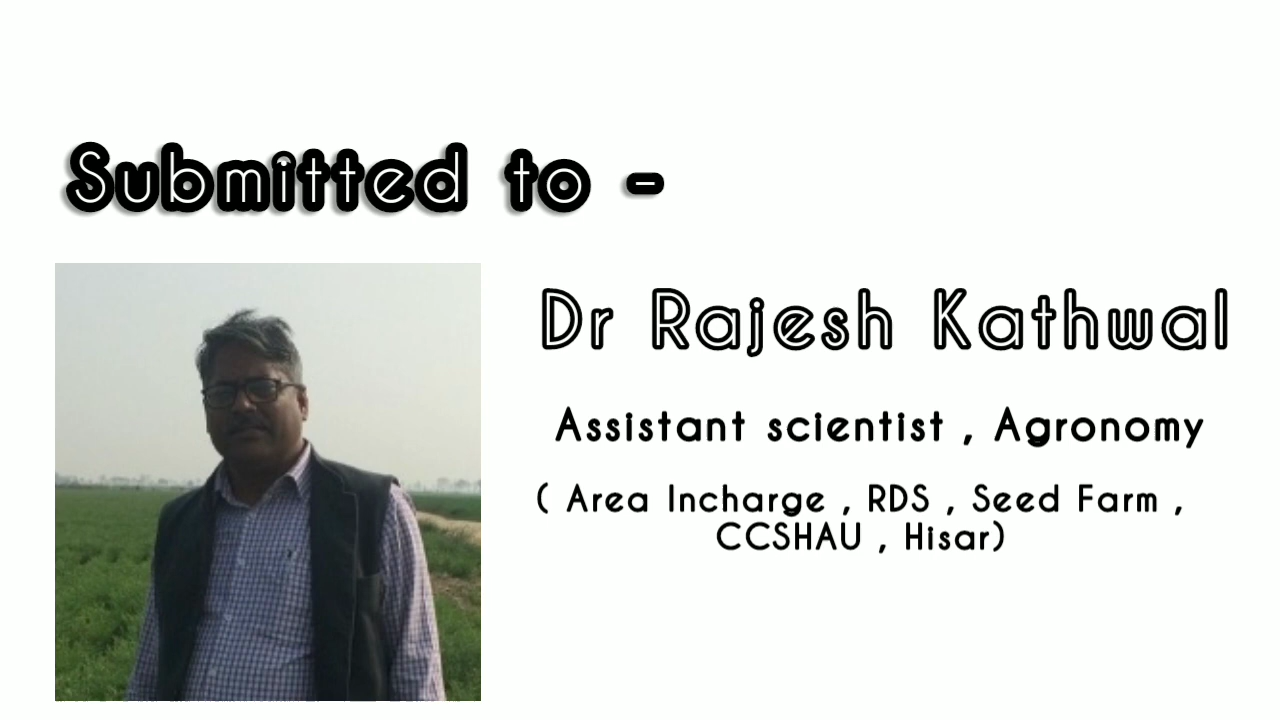 Submitted to -
Dr Rajesh Kathwal
Assistant scientist , Agronomy
( Area Incharge , RDS , Seed Farm ,
CCSHAU , Hisar)